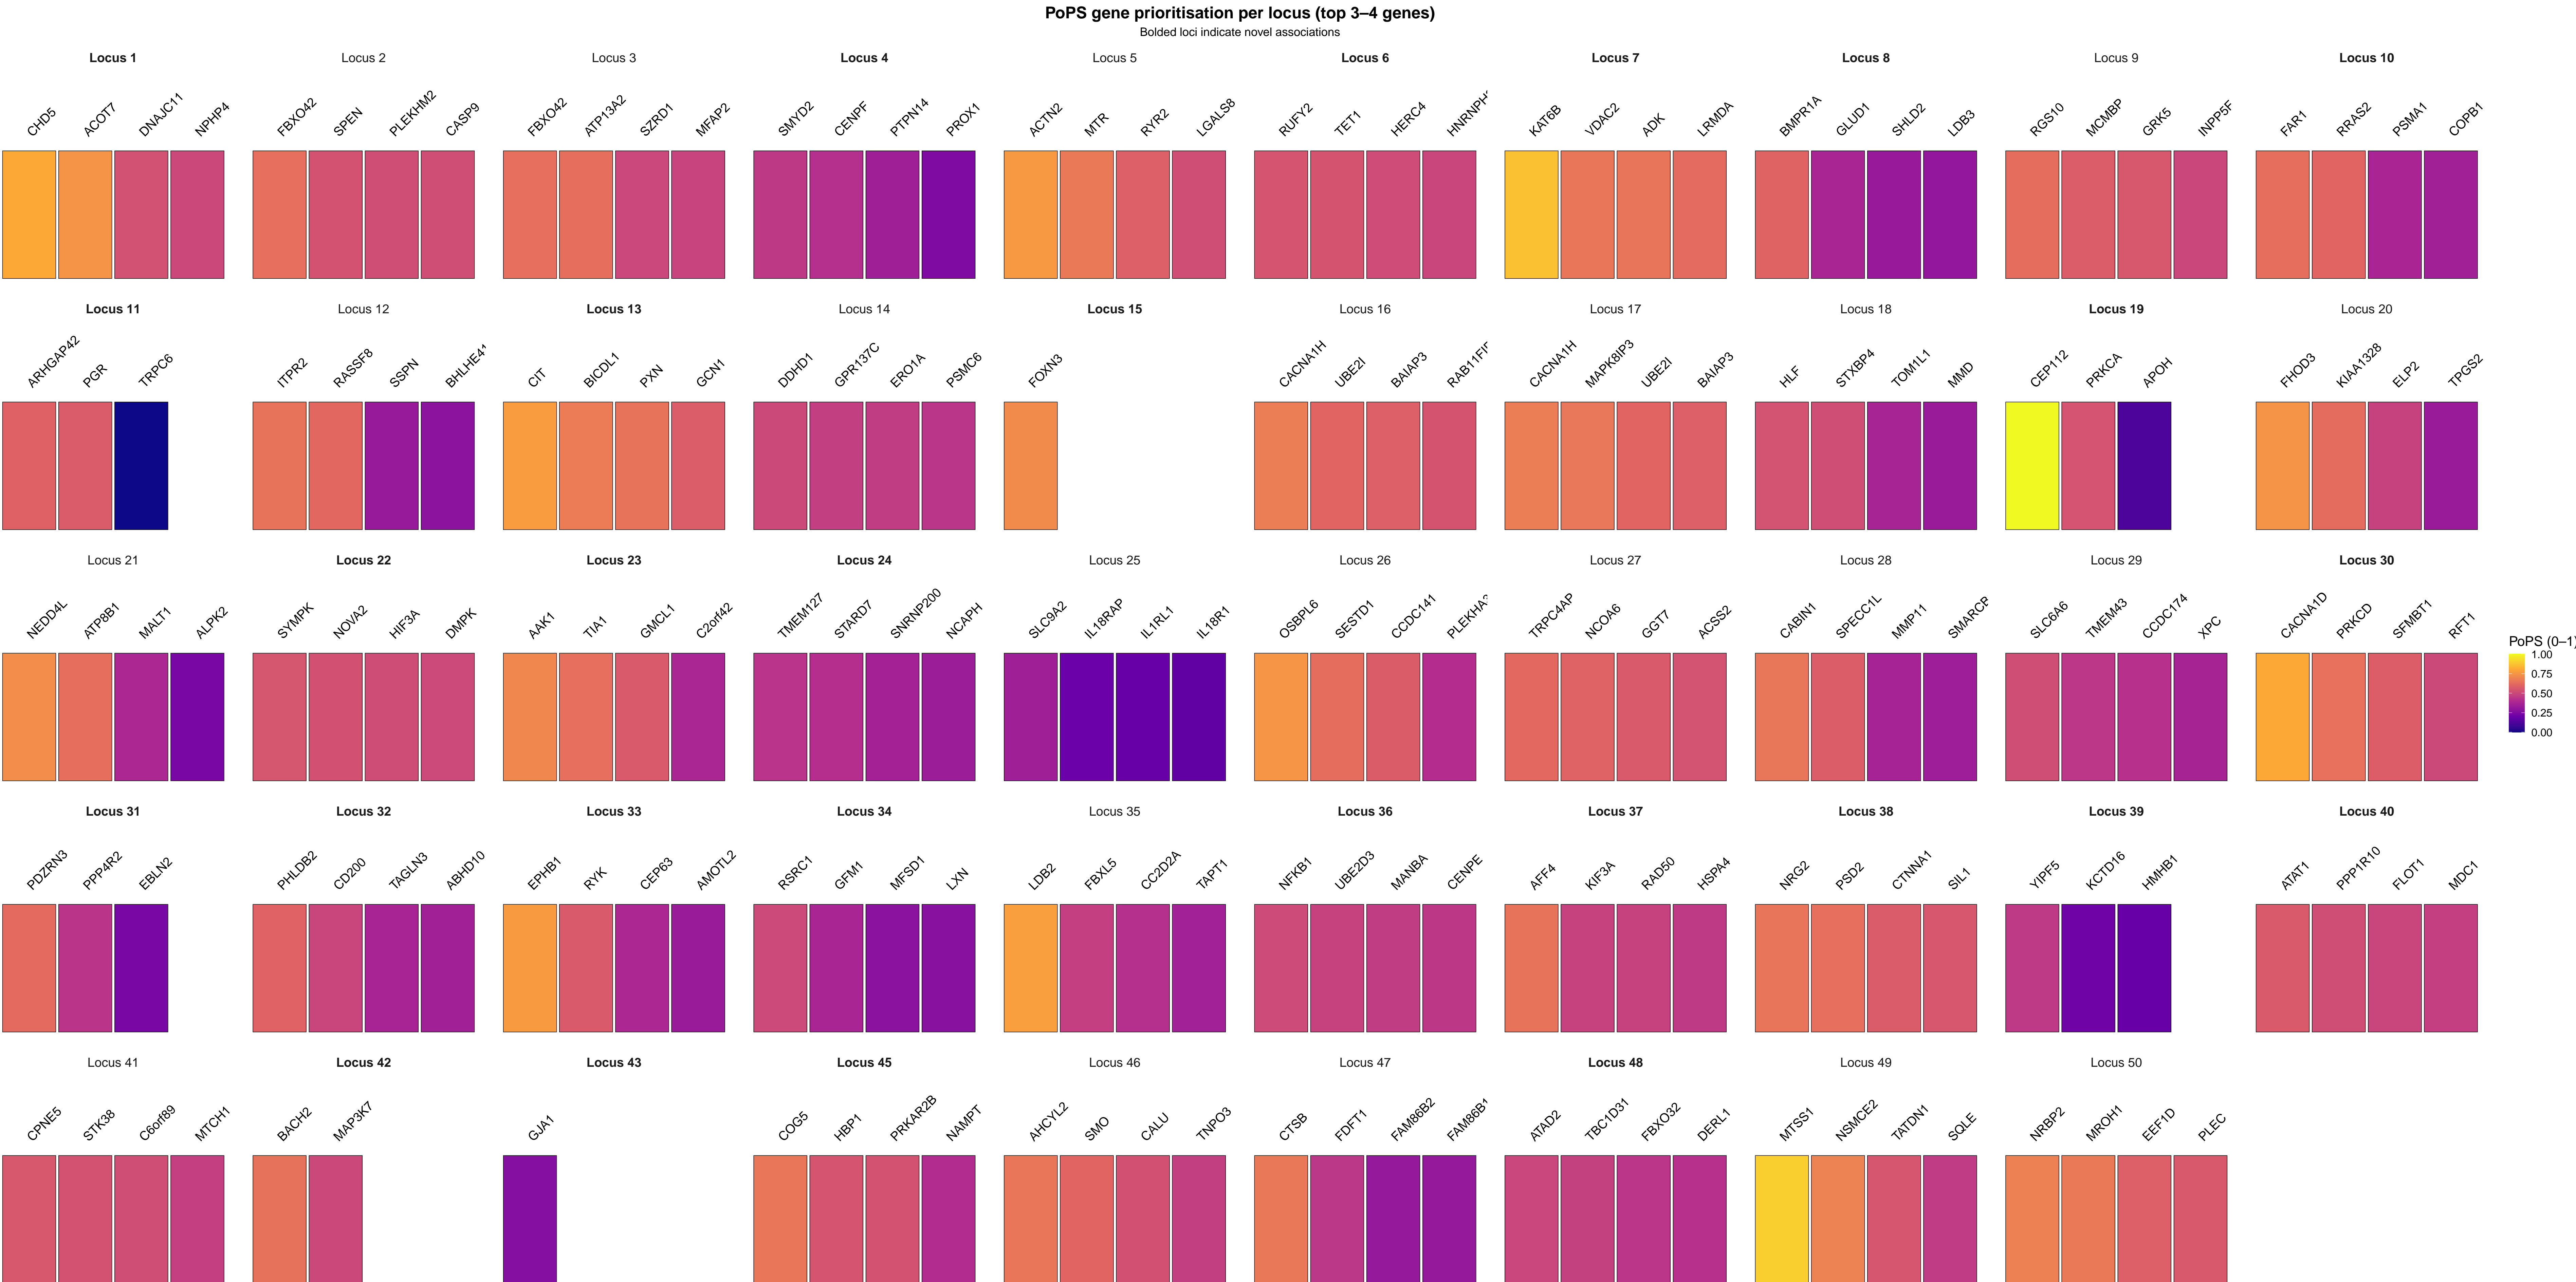 PoPS gene prioritisation per locus (top 3–4 genes)
Bolded loci indicate novel associations
Locus 1 Locus 2 Locus 3 Locus 4 Locus 5 Locus 6 Locus 7 Locus 8 Locus 9 Locus 10
CHD5 ACOT7 DNAJC11 NPHP4 FBXO42 SPEN PLEKHM2 CASP9 FBXO42 ATP13A2 SZRD1 MFAP2 SMYD2 CENPF PTPN14 PROX1 ACTN2 MTR RYR2 LGALS8 RUFY2 TET1 HERC4 KAT6B VDAC2 ADK LRMDA BMPR1A GLUD1 SHLD2 LDB3 RGS10 MCMBP GRK5 INPP5F FAR1 RRAS2 PSMA1 COPB1
Locus 11 Locus 12 Locus 13 Locus 14 Locus 15 Locus 16 Locus 17 Locus 18 Locus 19 Locus 20
ARHGAP42 PGR TRPC6 ITPR2 RASSF8 SSPN CIT BICDL1 PXN GCN1 DDHD1 GPR137C ERO1A PSMC6 FOXN3 CACNA1H UBE2I BAIAP3 CACNA1H MAPK8IP3 UBE2I BAIAP3 HLF STXBP4 TOM1L1 MMD CEP112 PRKCA APOH FHOD3 KIAA1328 ELP2 TPGS2
Locus 21 Locus 22 Locus 23 Locus 24 Locus 25 Locus 26 Locus 27 Locus 28 Locus 29 Locus 30
NEDD4L ATP8B1 MALT1 ALPK2 SYMPK NOVA2 HIF3A DMPK AAK1 TIA1 GMCL1 C2orf42 TMEM127 STARD7 SNRNP200 NCAPH SLC9A2 IL18RAP IL1RL1 IL18R1 OSBPL6 SESTD1 CCDC141 TRPC4AP NCOA6 GGT7 ACSS2 CABIN1 SPECC1L MMP11 SLC6A6 TMEM43 CCDC174 XPC CACNA1D PRKCD SFMBT1 RFT1
PoPS (0–1)
1.00
0.75
0.50
0.25
0.00
Locus 31 Locus 32 Locus 33 Locus 34 Locus 35 Locus 36 Locus 37 Locus 38 Locus 39 Locus 40
PDZRN3 PPP4R2 EBLN2 PHLDB2 CD200 TAGLN3 ABHD10 EPHB1 RYK CEP63 AMOTL2 RSRC1 GFM1 MFSD1 LXN LDB2 FBXL5 CC2D2A TAPT1 NFKB1 UBE2D3 MANBA CENPE AFF4 KIF3A RAD50 HSPA4 NRG2 PSD2 CTNNA1 SIL1 YIPF5 KCTD16 HMHB1 ATAT1 PPP1R10 FLOT1 MDC1
Locus 41 Locus 42 Locus 43 Locus 45 Locus 46 Locus 47 Locus 48 Locus 49 Locus 50
CPNE5 STK38 C6orf89 MTCH1 BACH2 MAP3K7 GJA1 COG5 HBP1 PRKAR2B NAMPT AHCYL2 SMO CALU TNPO3 CTSB FDFT1 FAM86B2 FAM86B1 ATAD2 TBC1D31 FBXO32 DERL1 MTSS1 NSMCE2 TATDN1 SQLE NRBP2 MROH1 EEF1D PLEC